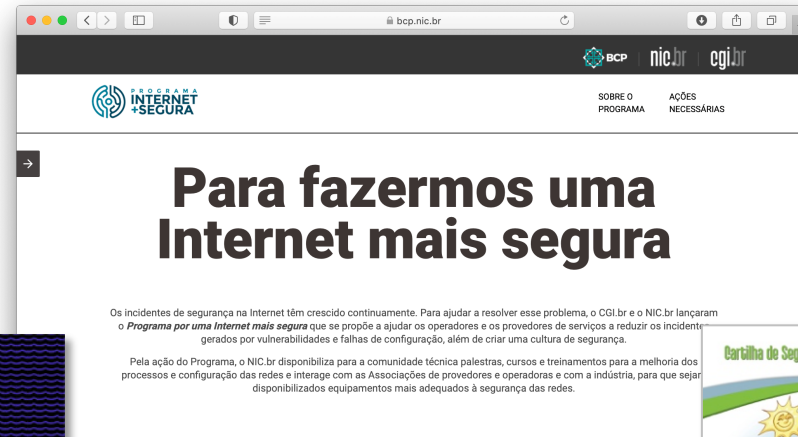 bcp.nic.br
BCP nic.br cgi.br
PROGRAMA
INTERNET
+SEGURA
SOBRE O
PROGRAMA
AÇÕES
NECESSÁRIAS
Para fazermos uma
Internet mais segura
Os incidentes de segurança na Internet têm crescido continuamente. Para ajudar a resolver esse problema, o CGI.br e o NIC.br lançaram
o Programa por uma Internet mais segura que se propõe a ajudar os operadores e os provedores de serviços a reduzir os incidentes
gerados por vulnerabilidades e falhas de configuração, além de criar uma cultura de segurança.
Pela ação do Programa, o NIC.br disponibiliza para a comunidade técnica palestras, cursos e treinamentos para a melhoria dos
processos e configuração das redes e interage com as Associações de provedores e operadoras e com a indústria, para que sejar
disponibilizados equipamentos mais adequados à segurança das redes.
Cartilha de Seg